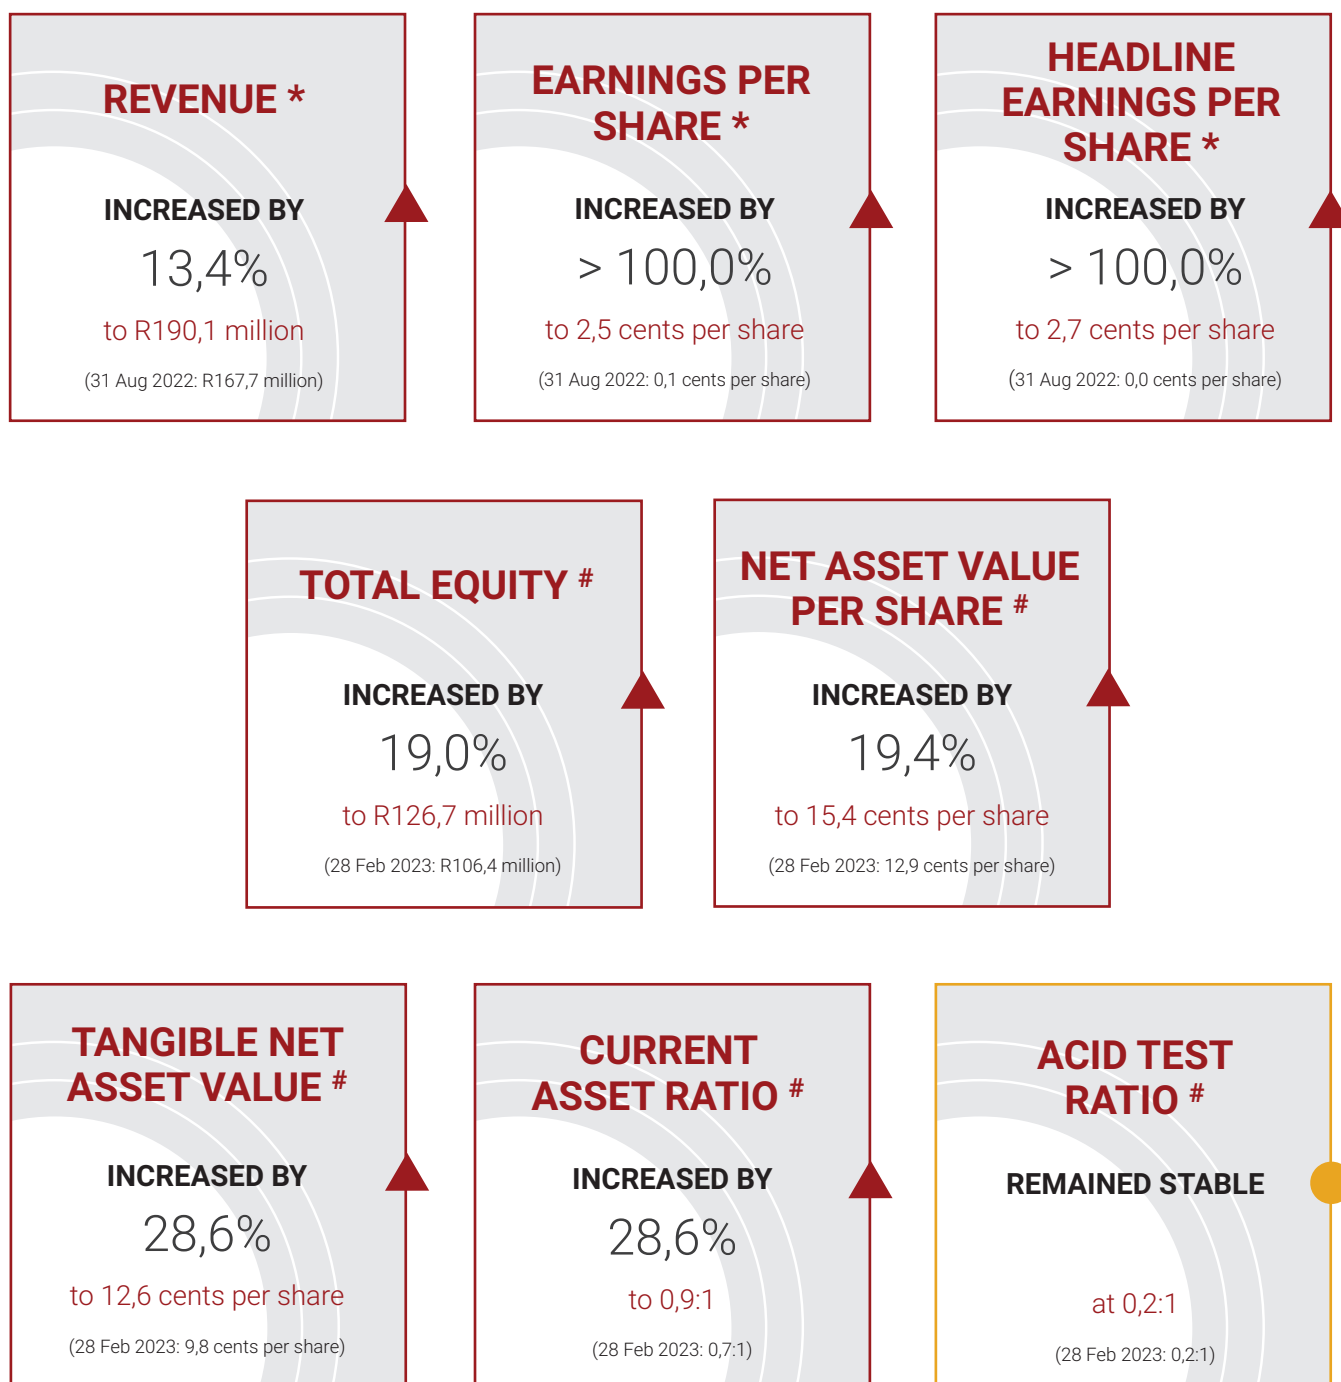 REVENUE *
INCREASED BY
13,4%
to R190,1 million
(31 Aug 2022: R167,7 million)
EARNINGS PER
SHARE *
INCREASED BY
> 100,0%
to 2,5 cents per share
(31 Aug 2022: 0,1 cents per share)
HEADLINE
EARNINGS PER
SHARE *
INCREASED BY
> 100,0%
to 2,7 cents per share
(31 Aug 2022: 0,0 cents per share)
TOTAL EQUITY #
INCREASED BY
19,0%
to R126,7 million
(28 Feb 2023: R106,4 million)
NET ASSET VALUE
PER SHARE #
INCREASED BY
19,4%
to 15,4 cents per share
(28 Feb 2023: 12,9 cents per share)
TANGIBLE NET
ASSET VALUE #
INCREASED BY
28,6%
to 12,6 cents per share
(28 Feb 2023: 9,8 cents per share)
CURRENT
ASSET RATIO #
INCREASED BY
28,6%
to 0,9:1
(28 Feb 2023: 0,7:1)
ACID TEST
RATIO #
REMAINED STABLE
at 0,2:1
(28 Feb 2023: 0,2:1)